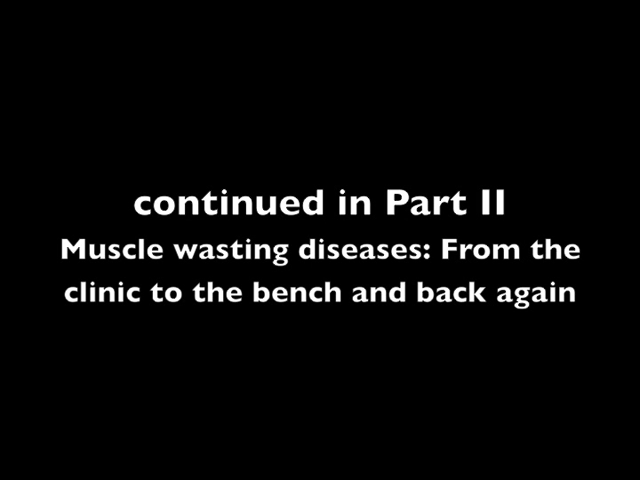 continued in Part II
Muscle wasting diseases: From the
clinic to the bench and back again